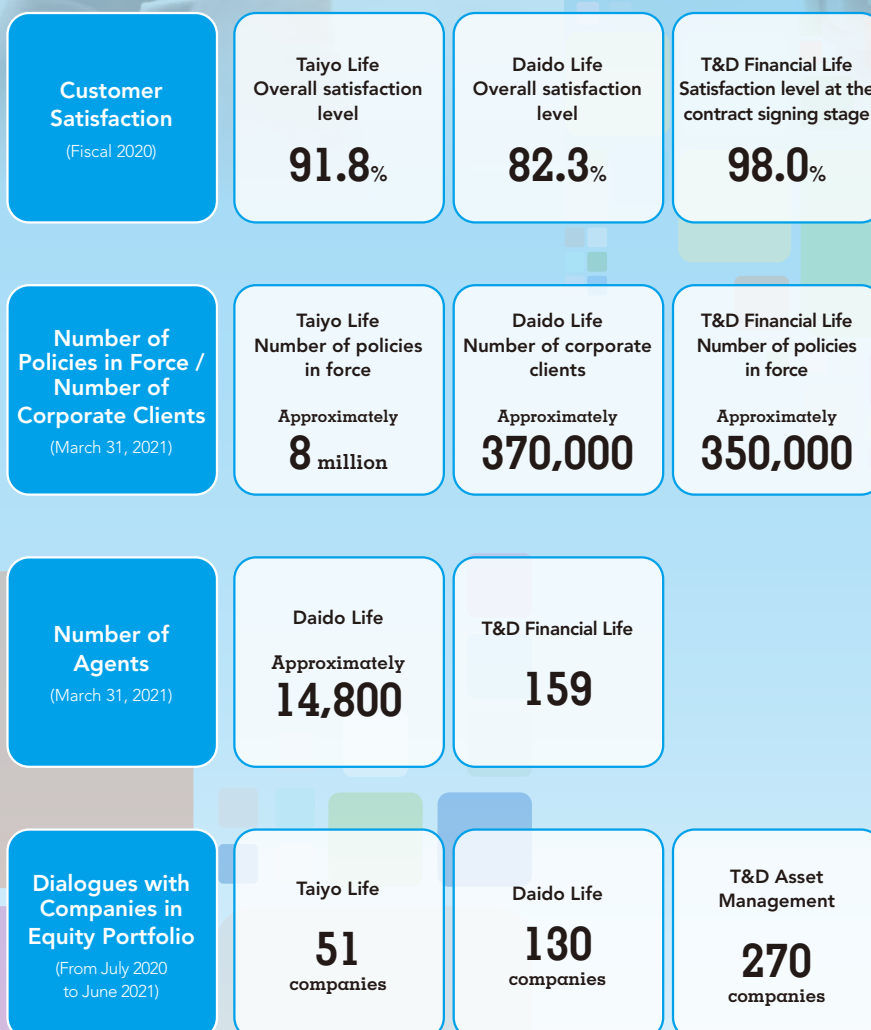 Customer
Satisfaction
(Fiscal 2020)
Taiyo Life
Overall satisfaction
level
91.8%
Daido Life
Overall satisfaction
level
82.3%
T&D Financial Life
Satisfaction level at the
contract signing stage
98.0%
Number of
Policies in Force /
Number of
Corporate Clients
(March 31, 2021)
Taiyo Life
Number of policies
in force
Approximately
8 million
Daido Life
Number of corporate
clients
Approximately
370,000
T&D Financial Life
Number of policies
in force
Approximately
350,000
Number of
Agents
(March 31, 2021)
Daido Life
Approximately
14,800
T&D Financial Life
159
Dialogues with
Companies in
Equity Portfolio
(From July 2020
to June 2021)
Taiyo Life
51
companies
Daido Life
130
companies
T&D Asset
Management
270
companies